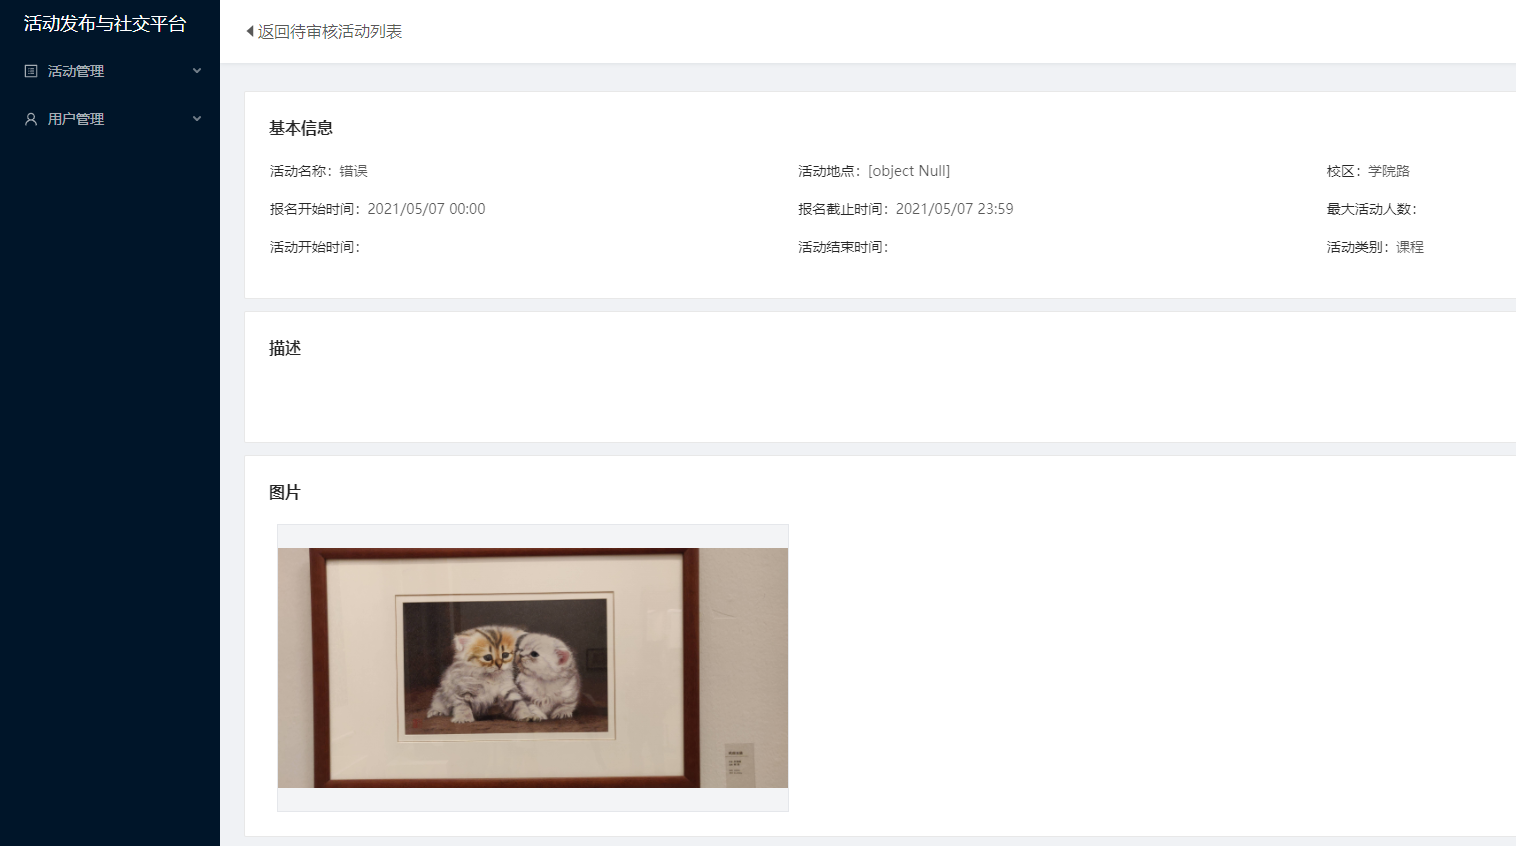 活动发布与社交平台
活动管理
用户管理
返回待审核活动列表
基本信息
活动名称：错误
活动地点：[object Null]
校区：学院路
报名开始时间：2021/05/07 00:00
报名截止时间：2021/05/07 23:59
最大活动人数：
活动开始时间：
活动结束时间：
活动类别：课程
描述
图片